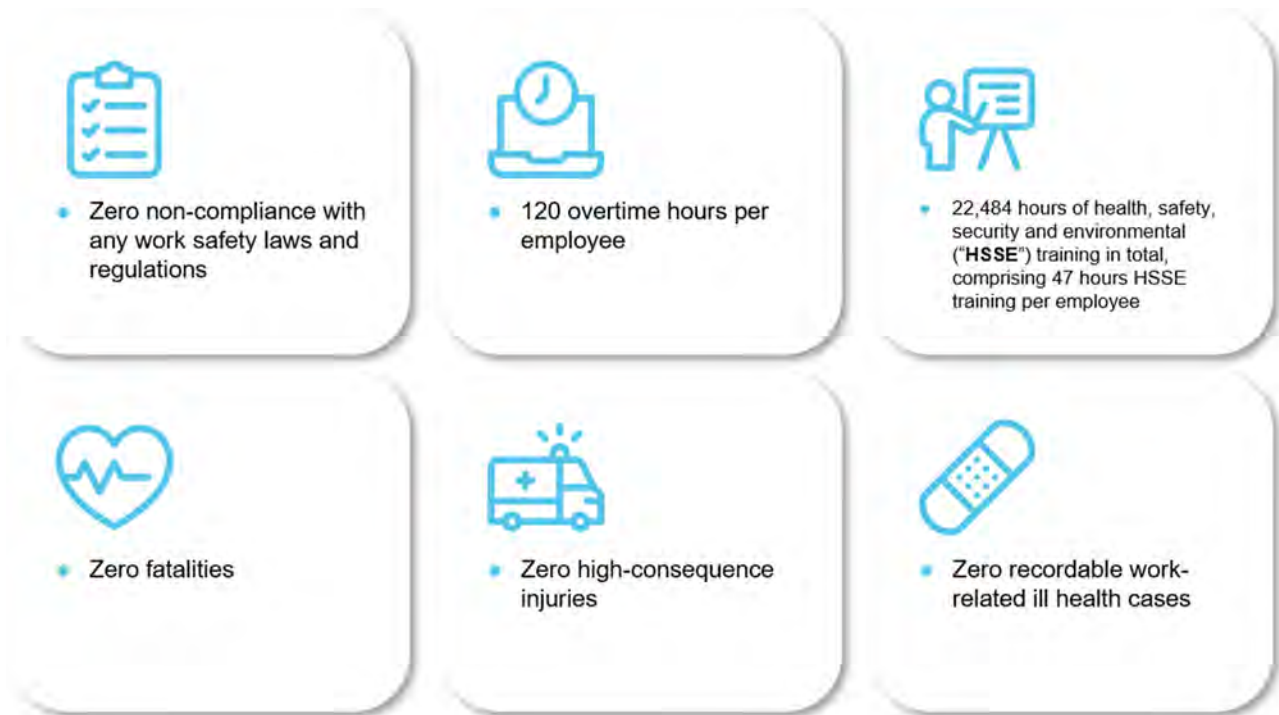 Zero non-compliance with
any work safety laws and
regulations
120 overtime hours per
employee
22,484 hours of health, safety,
security and environmental
(“HSSE”) training in total,
comprising 47 hours HSSE
training per employee
Zero fatalities
Zero high-consequence
injuries
Zero recordable work-
related ill health cases